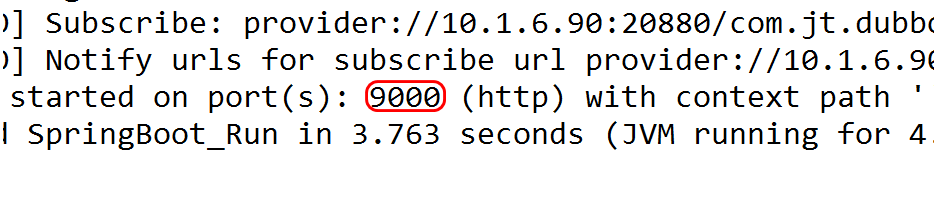 ] Subscribe: provider://10.1.6.90:20880/com.jt.dubbo
] Notify urls for subscribe url provider://10.1.6.90
started on port(s): 9000 (http) with context path '
SpringBoot_Run in 3.763 seconds (JVM running for 4.